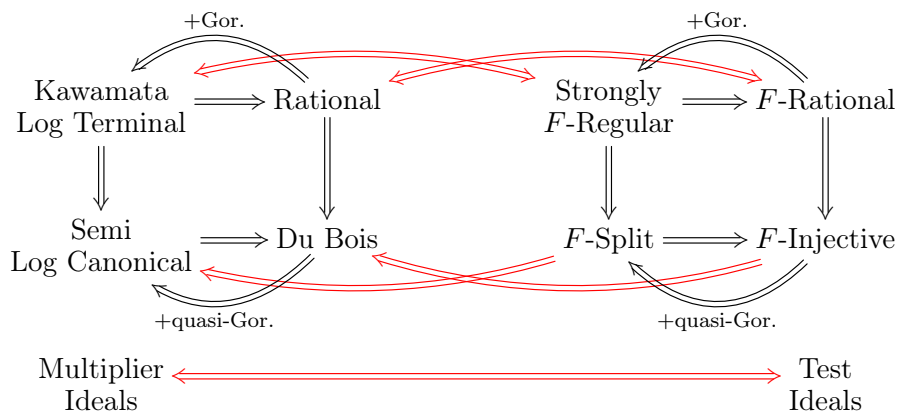 +Gor.
+Gor.
Kawamata
Log Terminal
Rational
Strongly
F-Regular
F-Rational
Semi
Log Canonical
Du Bois
F-Split
F-Injective
+quasi-Gor.
+quasi-Gor.
Multiplier
Ideals
Test
Ideals